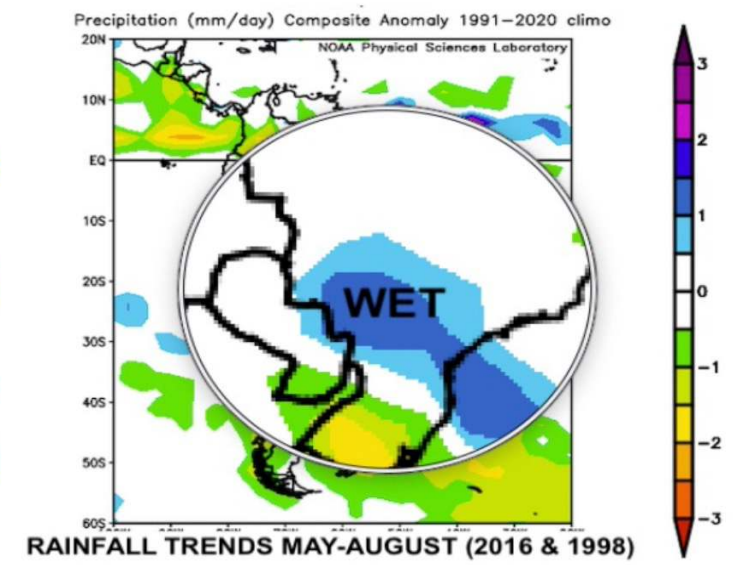 Precipitation (mm/day) Composite Anomaly 1991–2020 climo
NOAA Physical Sciences Laboratory
20N
10N
EQ
10S
20S
30S
40S
50S
60S
WET
3
2
1
0
−1
−2
−3
RAINFALL TRENDS MAY-AUGUST (2016 & 1998)